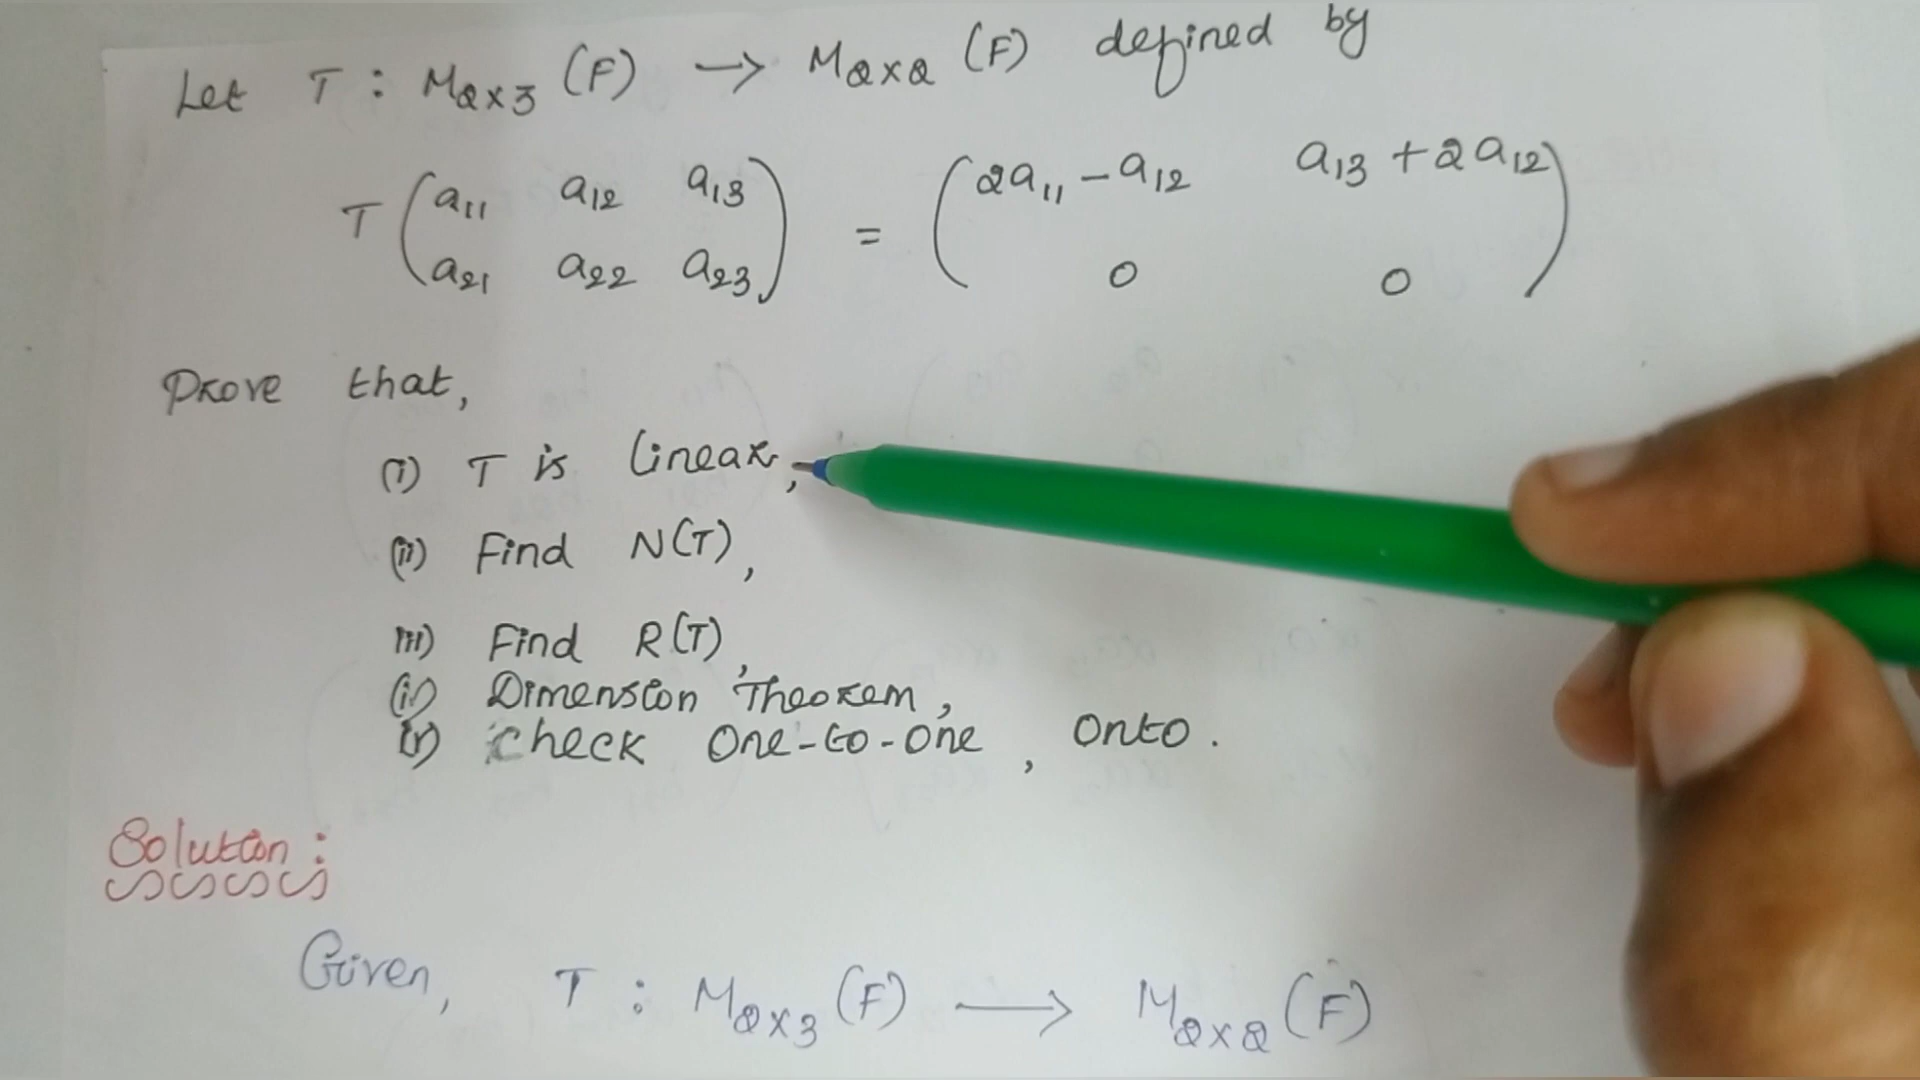 Let T : M2x3 (F) → M2x2 (F) defined by
T (a11 a12 a13 = (2a11 - a12 a13 + 2a12)
a21 a22 a23) 0 0
Prove that,
(i) T is linear,
(ii) Find N(T),
iii) Find R(T),
(iv) Dimension Theorem,
(v) Check One-to-one, Onto.
Solution:
Given, T : M2x3 (F) → M2x2 (F)